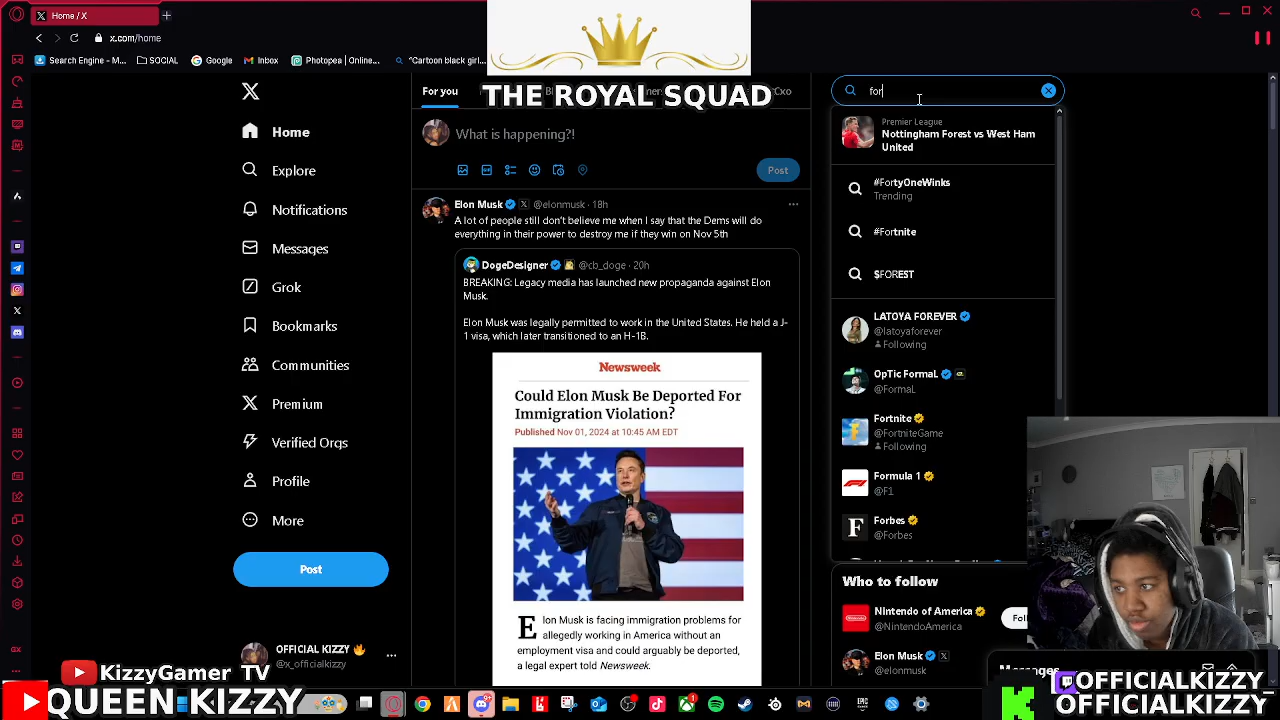 Home / X
x.com/home
Search Engine - M...
SOCIAL
Google
Inbox
Photopea | Online...
"Cartoon black girl...
THE ROYAL SQUAD
For you
Home
Explore
Notifications
Messages
Grok
Bookmarks
Communities
Premium
Verified Orgs
Profile
More
Post
OFFICIAL KIZZY 🔥
@x_officialkizzy
What is happening?!
Post
Elon Musk @elonmusk · 18h
A lot of people still don't believe me when I say that the Dems will do
everything in their power to destroy me if they win on Nov 5th
DogeDesigner @cb_doge · 20h
BREAKING: Legacy media has launched new propaganda against Elon
Musk.
Elon Musk was legally permitted to work in the United States. He held a J-
1 visa, which later transitioned to an H-1B.
Newsweek
Could Elon Musk Be Deported For
Immigration Violation?
Published Nov 01, 2024 at 10:45 AM EDT
Elon Musk is facing immigration problems for
allegedly working in America without an
employment visa and could arguably be deported,
a legal expert told Newsweek.
for
Premier League
Nottingham Forest vs West Ham
United
#FortyOneWinks
Trending
#Fortnite
$FOREST
LATOYA FOREVER
@latoyaforever
Following
OpTic FormaL
@FormaL
Fortnite
@FortniteGame
Following
Formula 1
@F1
Forbes
@Forbes
Who to follow
Nintendo of America
@NintendoAmerica
Elon Musk
@elonmusk
KizzyGamer TV
QUEEN KIZZY
OFFICIALKIZZY
OFFICIALKIZZY